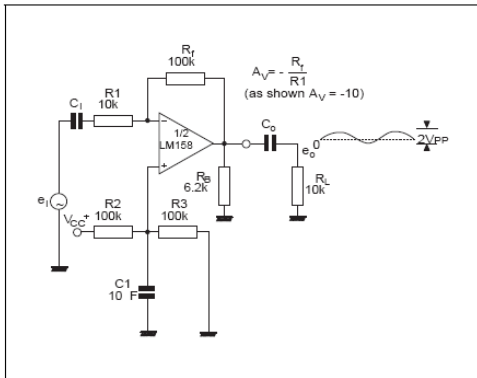 Rf
100k
AV = - Rf
R1
(as shown AV = -10)
CI
R1
10k
−
1/2
LM158
+
Co
eo
0
2VPP
RB
6.2k
RL
10k
eI
~
VCC +
R2
100k
R3
100k
C1
10 F